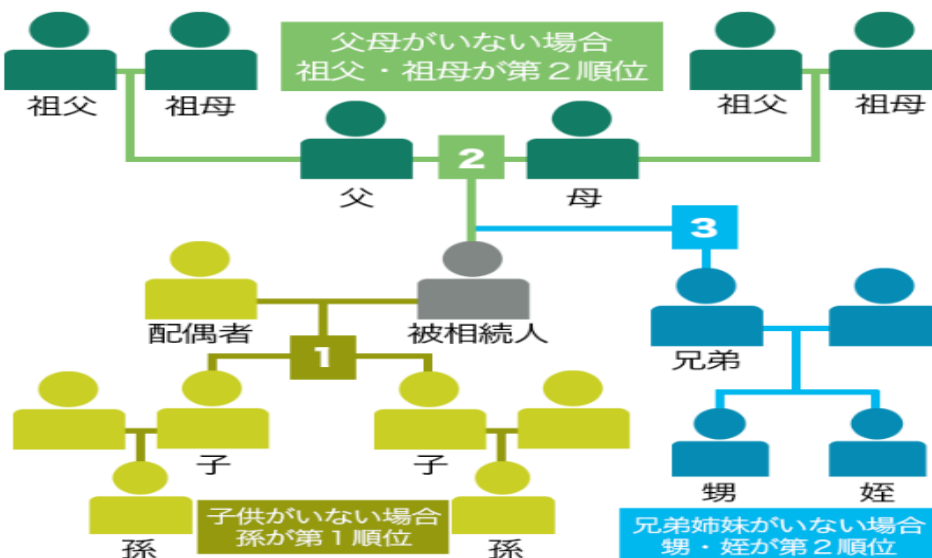 父母がいない場合
祖父・祖母が第２順位
祖父
祖母
祖父
祖母
2
父
母
3
配偶者
被相続人
兄弟
1
子
子
甥
姪
子供がいない場合
孫が第１順位
兄弟姉妹がいない場合
甥・姪が第２順位
孫
孫